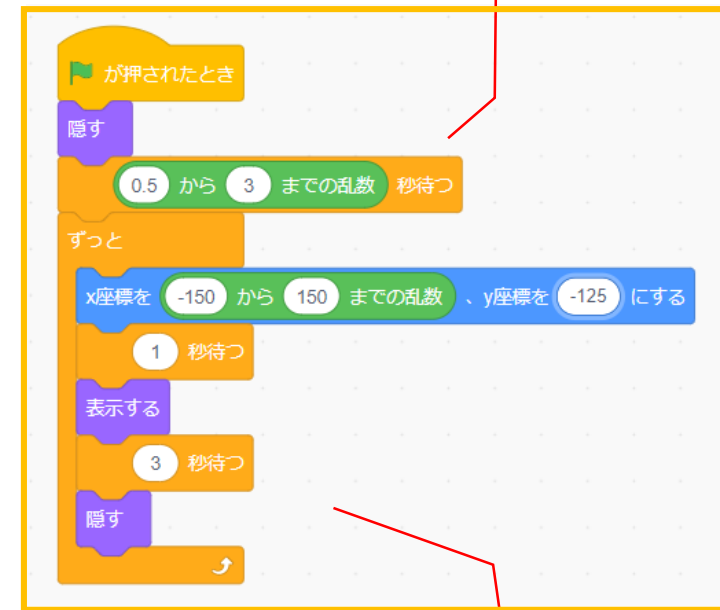 が押されたとき
隠す
0.5 から 3 までの乱数 秒待つ
ずっと
x座標を -150 から 150 までの乱数 、y座標を -125 にする
1 秒待つ
表示する
3 秒待つ
隠す